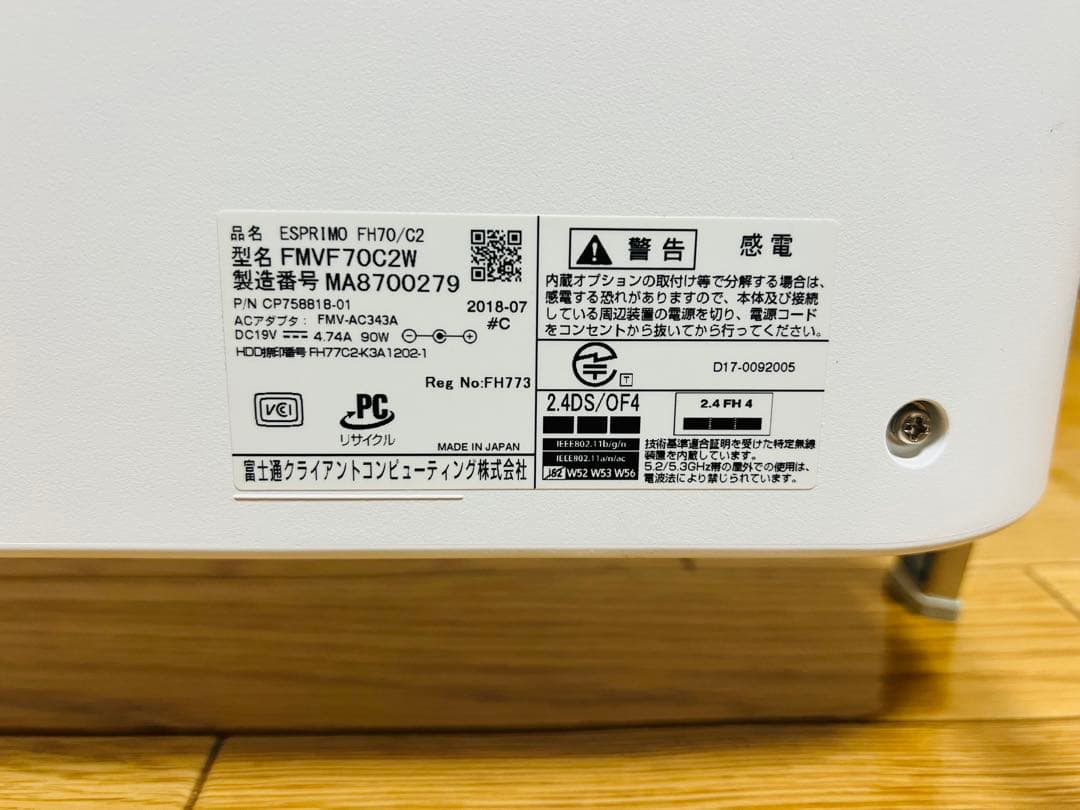 品名 ESPRIMO FH70/C2
型名 FMVF70C2W
製造番号 MA8700279
P/N CP758818-01
2018-07
#C
ACアダプタ: FMV-AC343A
DC19V 4.74A 90W
HDD捺印番号 FH77C2-K3A1202-1
Reg No:FH773
VCCI
PC
リサイクル
MADE IN JAPAN
富士通クライアントコンピューティング株式会社
警告 感電
内蔵オプションの取付け等で分解する場合は、
感電する恐れがありますので、本体及び接続
している周辺装置の電源を切り、電源コード
をコンセントから抜いてから行ってください。
T D17-0092005
2.4DS/OF4
2.4 FH 4
IEEE802.11b/g/n
IEEE802.11a/n/ac
J52 W52 W53 W56
技術基準適合証明を受けた特定無線
装置を内蔵しています。
5.2/5.3GHz帯の屋外での使用は、
電波法により禁じられています。